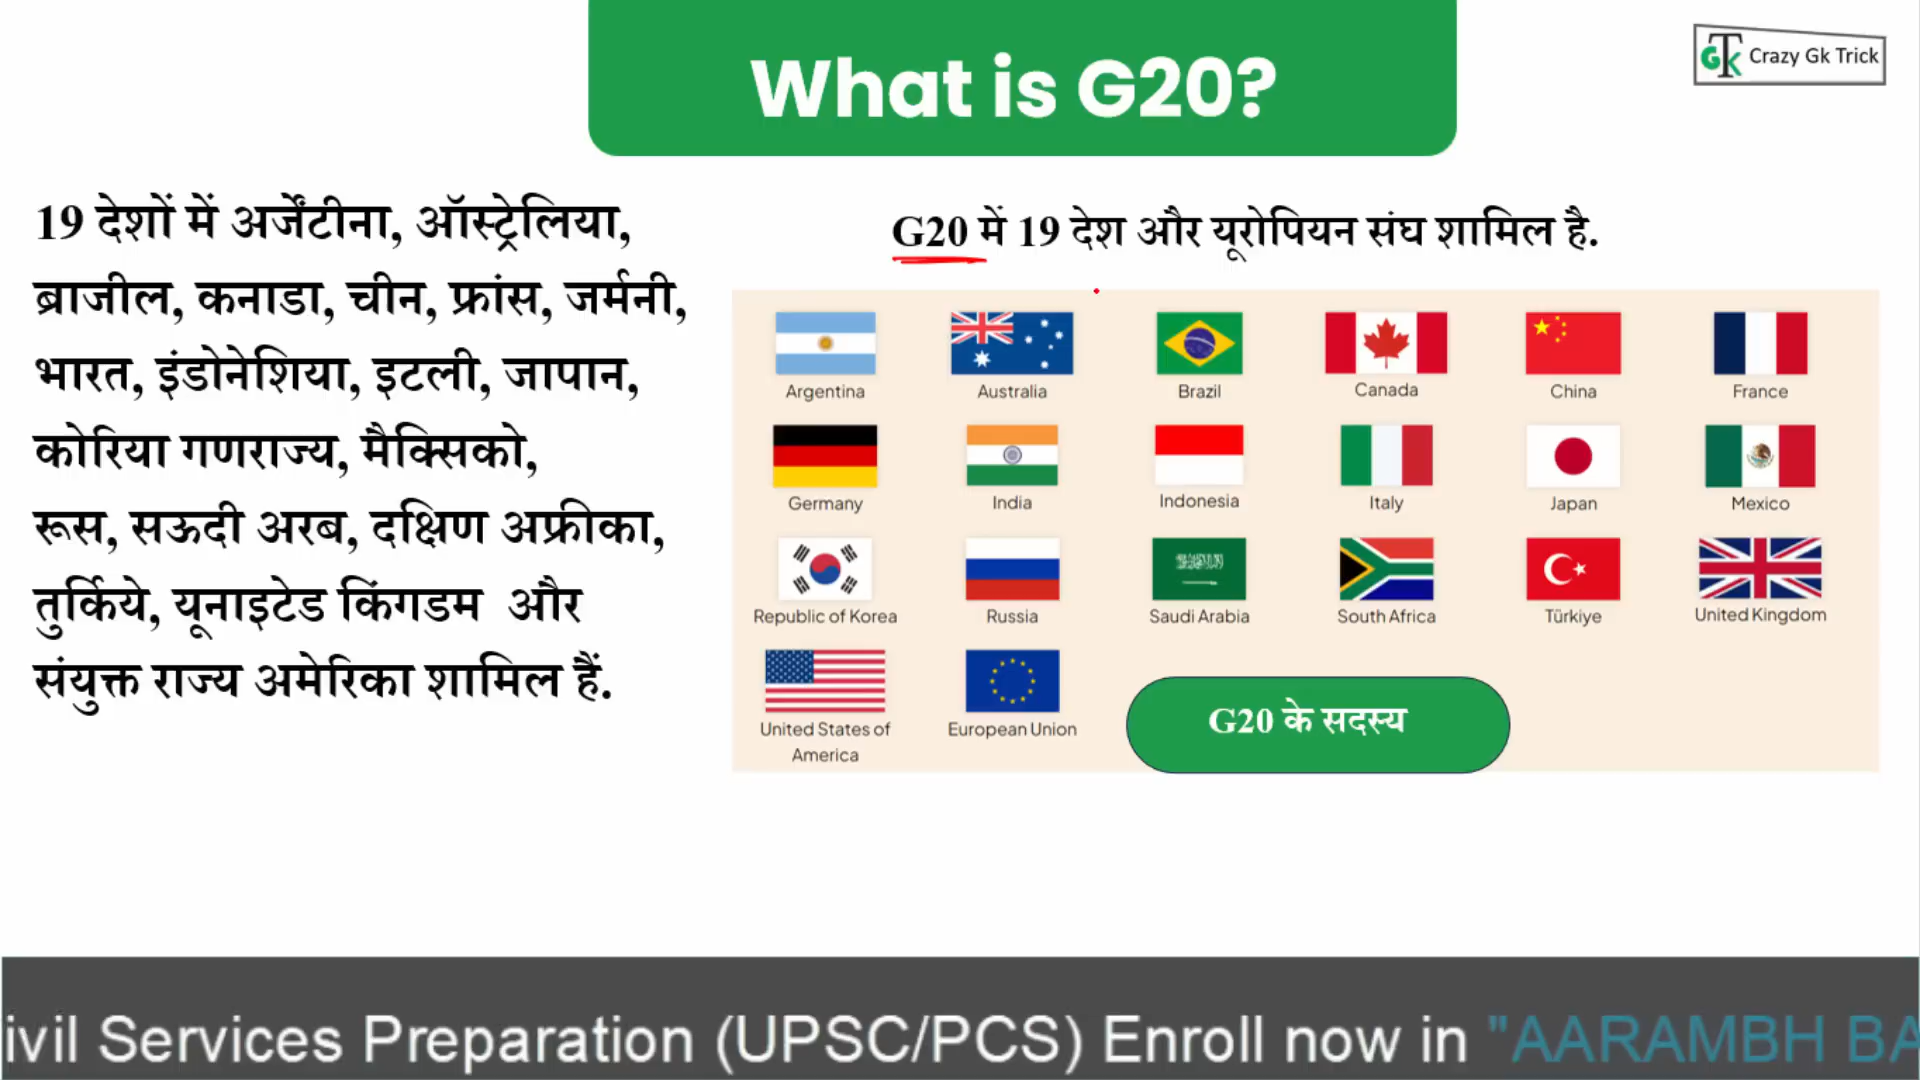 What is G20?
GTK Crazy Gk Trick
19 देशों में अर्जेंटीना, ऑस्ट्रेलिया,
ब्राजील, कनाडा, चीन, फ्रांस, जर्मनी,
भारत, इंडोनेशिया, इटली, जापान,
कोरिया गणराज्य, मैक्सिको,
रूस, सऊदी अरब, दक्षिण अफ्रीका,
तुर्किये, यूनाइटेड किंगडम और
संयुक्त राज्य अमेरिका शामिल हैं.
G20 में 19 देश और यूरोपियन संघ शामिल है.
Argentina Australia Brazil Canada China France
Germany India Indonesia Italy Japan Mexico
Republic of Korea Russia Saudi Arabia South Africa Türkiye United Kingdom
United States of America European Union
G20 के सदस्य
ivil Services Preparation (UPSC/PCS) Enroll now in "AARAMBH BA